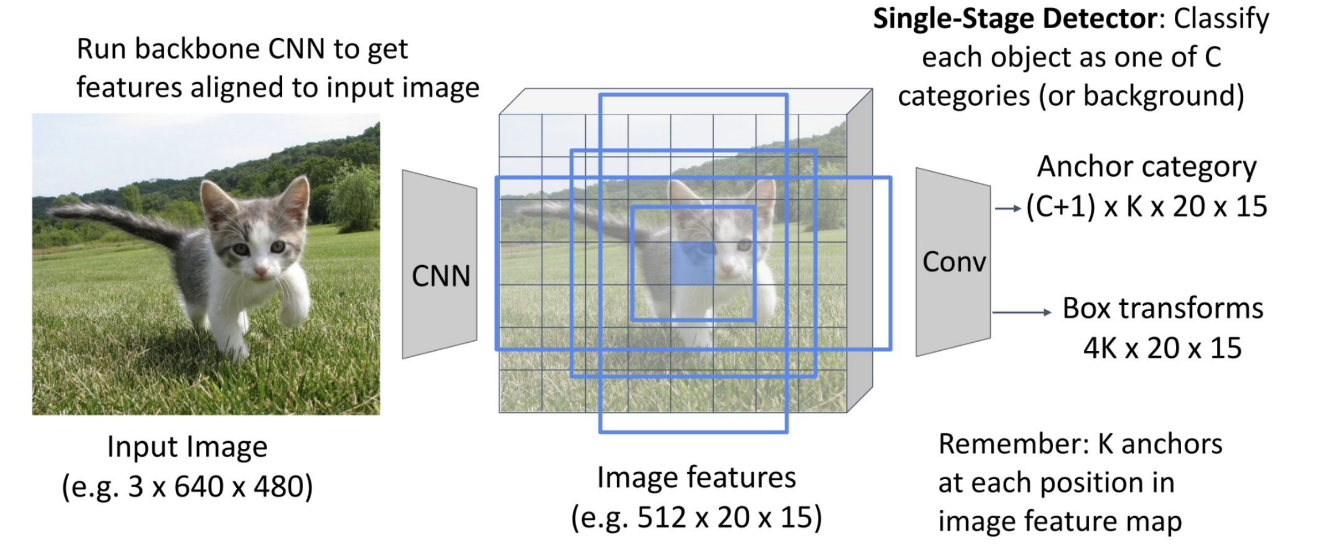 Run backbone CNN to get
features aligned to input image
Single-Stage Detector: Classify
each object as one of C
categories (or background)
CNN
Conv
Anchor category
(C+1) x K x 20 x 15
Box transforms
4K x 20 x 15
Input Image
(e.g. 3 x 640 x 480)
Image features
(e.g. 512 x 20 x 15)
Remember: K anchors
at each position in
image feature map